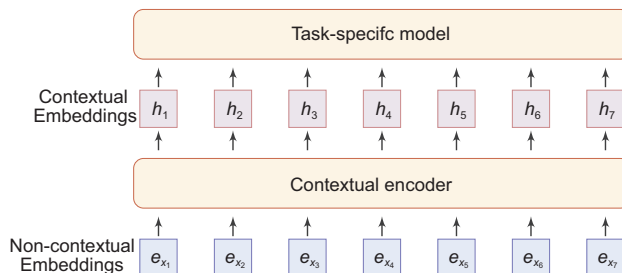 Task-specifc model
Contextual
Embeddings
h₁ h₂ h₃ h₄ h₅ h₆ h₇
Contextual encoder
Non-contextual
Embeddings
eₓ₁ eₓ₂ eₓ₃ eₓ₄ eₓ₅ eₓ₆ eₓ₇